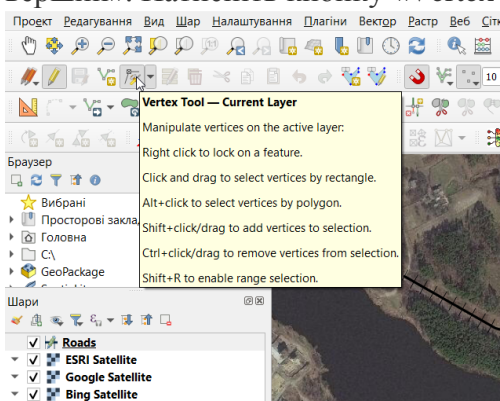 Проєкт Редагування Вид Шар Налаштування Плагіни Вектор Растр Веб
10
Vertex Tool — Current Layer
Manipulate vertices on the active layer:
Right click to lock on a feature.
Click and drag to select vertices by rectangle.
Alt+click to select vertices by polygon.
Shift+click/drag to add vertices to selection.
Ctrl+click/drag to remove vertices from selection.
Shift+R to enable range selection.
Браузер
Вибрані
Просторові закла
Головна
C:\
GeoPackage
Шари
Roads
ESRI Satellite
Google Satellite
Bing Satellite